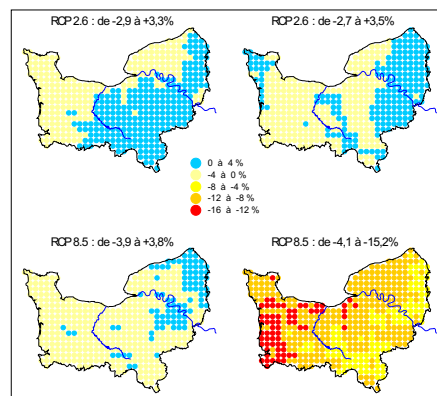 RCP 2.6 : de -2,9 à +3,3%
RCP 2.6 : de -2,7 à +3,5%
0 à 4 %
-4 à 0 %
-8 à -4 %
-12 à -8 %
-16 à -12 %
RCP 8.5 : de -3,9 à +3,8%
RCP 8.5 : de -4,1 à -15,2%